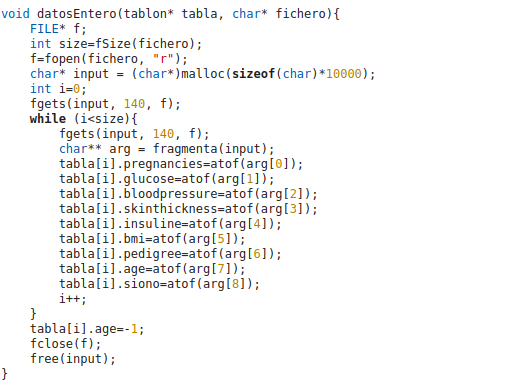 void datosEntero(tablon* tabla, char* fichero){
    FILE* f;
    int size=fSize(fichero);
    f=fopen(fichero, "r");
    char* input = (char*)malloc(sizeof(char)*10000);
    int i=0;
    fgets(input, 140, f);
    while (i<size){
        fgets(input, 140, f);
        char** arg = fragmenta(input);
        tabla[i].pregnancies=atof(arg[0]);
        tabla[i].glucose=atof(arg[1]);
        tabla[i].bloodpressure=atof(arg[2]);
        tabla[i].skinthickness=atof(arg[3]);
        tabla[i].insuline=atof(arg[4]);
        tabla[i].bmi=atof(arg[5]);
        tabla[i].pedigree=atof(arg[6]);
        tabla[i].age=atof(arg[7]);
        tabla[i].siono=atof(arg[8]);
        i++;
    }
    tabla[i].age=-1;
    fclose(f);
    free(input);
}